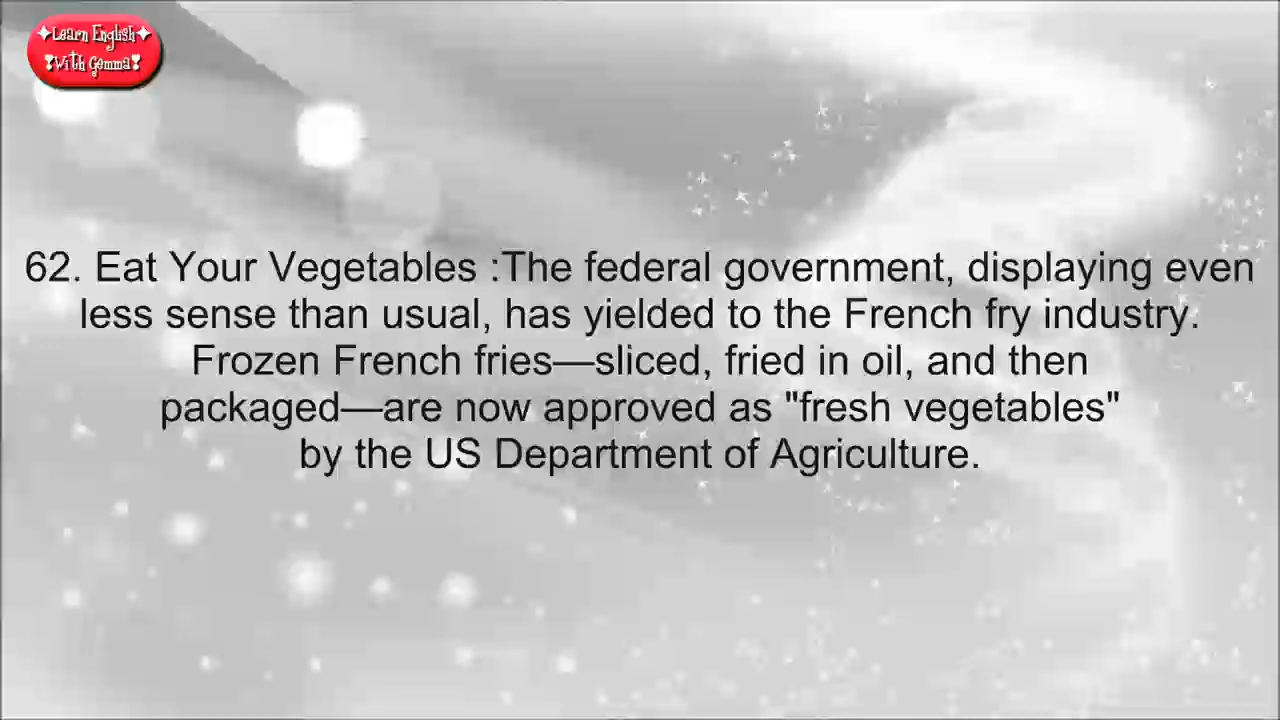 ✦Learn English✦
❣With Gemma❣
62. Eat Your Vegetables :The federal government, displaying even
less sense than usual, has yielded to the French fry industry.
Frozen French fries—sliced, fried in oil, and then
packaged—are now approved as "fresh vegetables"
by the US Department of Agriculture.